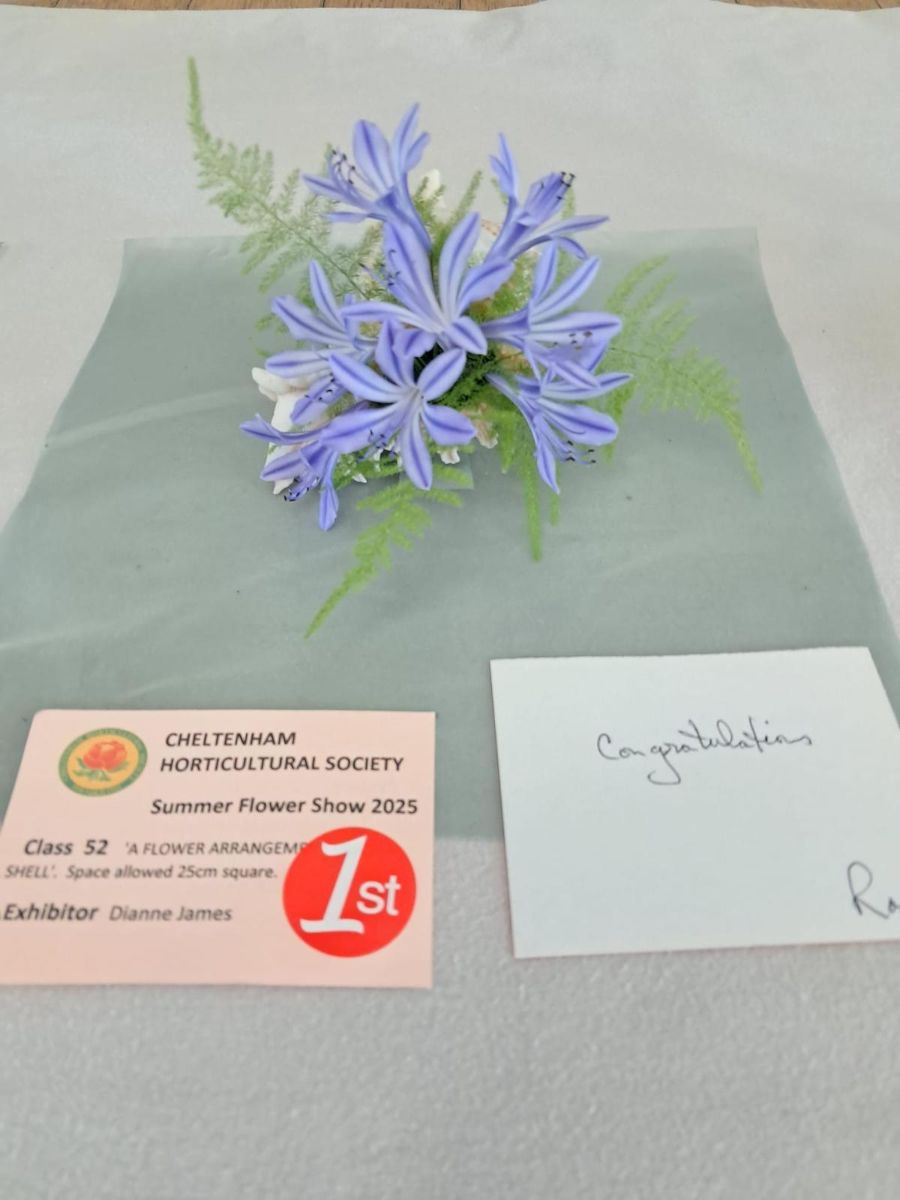 CHELTENHAM
HORTICULTURAL SOCIETY
Summer Flower Show 2025
Class 52 'A FLOWER ARRANGEM
SHELL'. Space allowed 25cm square.
1st
Exhibitor Dianne James
Congratulations